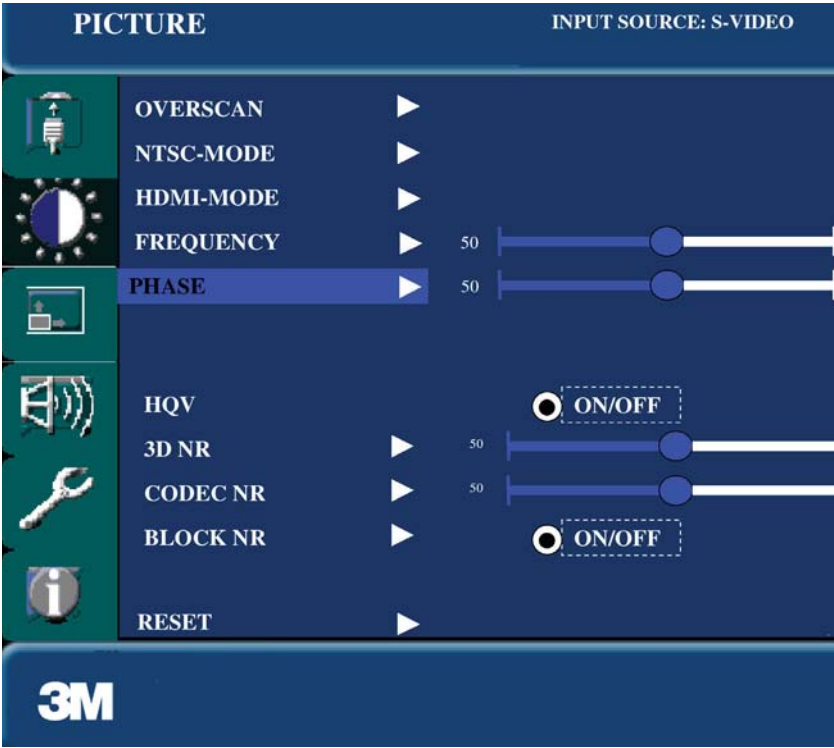 PICTURE INPUT SOURCE: S-VIDEO
OVERSCAN
NTSC-MODE
HDMI-MODE
FREQUENCY 50
PHASE 50
HQV ON/OFF
3D NR 50
CODEC NR 50
BLOCK NR ON/OFF
RESET
3M